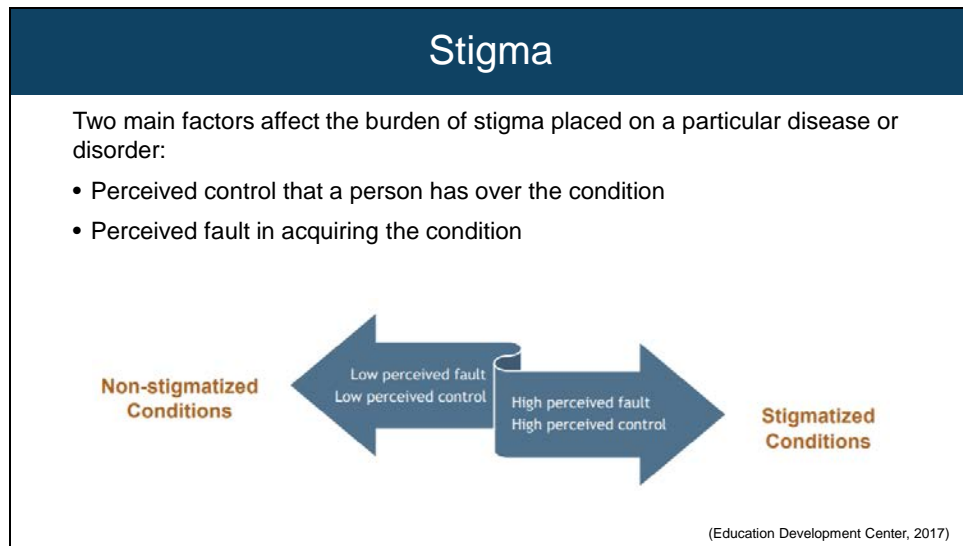 Stigma
Two main factors affect the burden of stigma placed on a particular disease or
disorder:
• Perceived control that a person has over the condition
• Perceived fault in acquiring the condition
Non-stigmatized
Conditions
Low perceived fault
Low perceived control
High perceived fault
High perceived control
Stigmatized
Conditions
(Education Development Center, 2017)